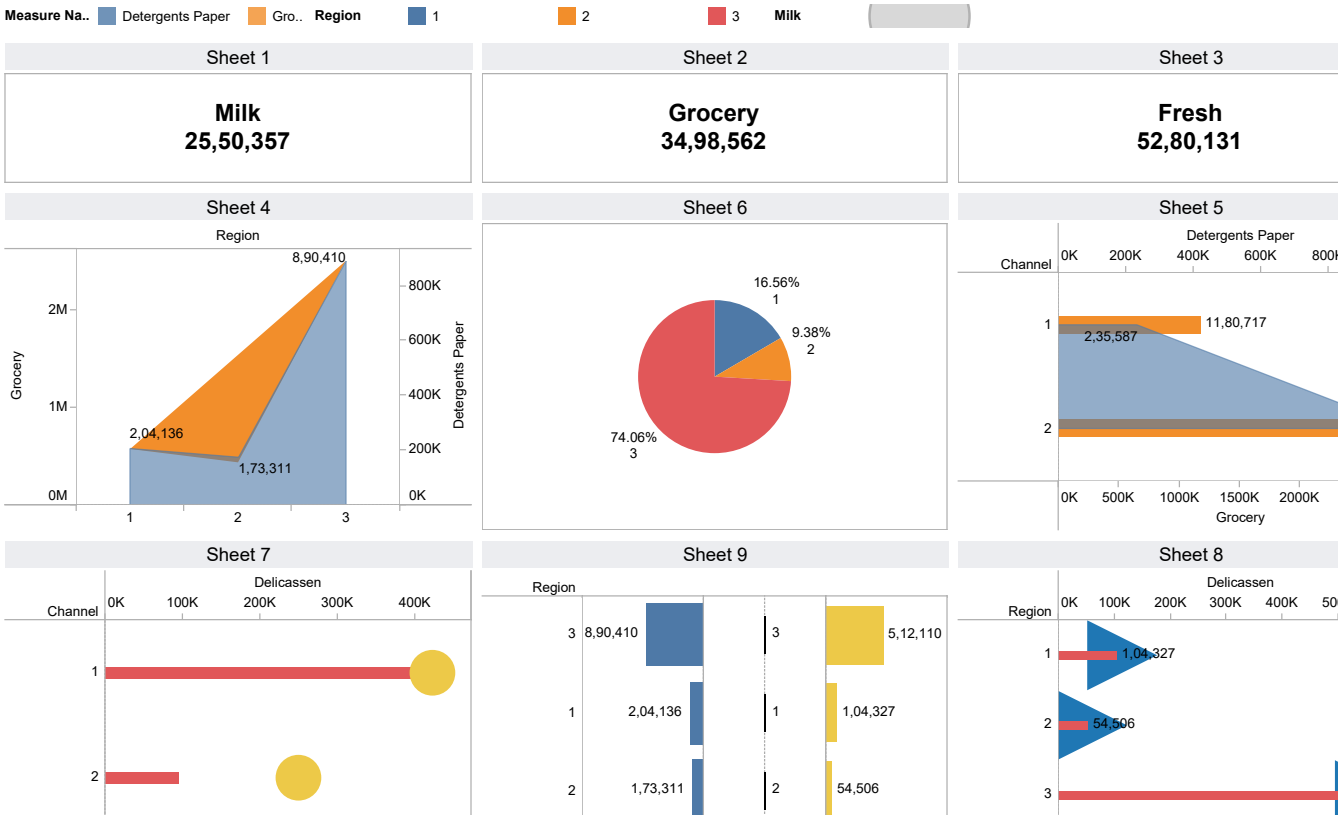 Measure Na.. Detergents Paper Gro.. Region 1 2 3 Milk
Sheet 1
Milk
25,50,357
Sheet 2
Grocery
34,98,562
Sheet 3
Fresh
52,80,131
Sheet 4
Region
8,90,410
2,04,136
1,73,311
Grocery
2M
1M
0M
800K
600K
400K
200K
0K
Detergents Paper
1 2 3
Sheet 6
16.56%
1
9.38%
2
74.06%
3
Sheet 5
Detergents Paper
Channel 0K 200K 400K 600K
1 11,80,717
2,35,587
2
0K 500K 1000K 1500K 2000K
Grocery
Sheet 7
Delicassen
Channel 0K 100K 200K 300K 400K
1
2
Sheet 9
Region
3 8,90,410 3 5,12,110
1 2,04,136 1 1,04,327
2 1,73,311 2 54,506
Sheet 8
Delicassen
Region 0K 100K 200K 300K 400K
1 1,04,327
2 54,506
3